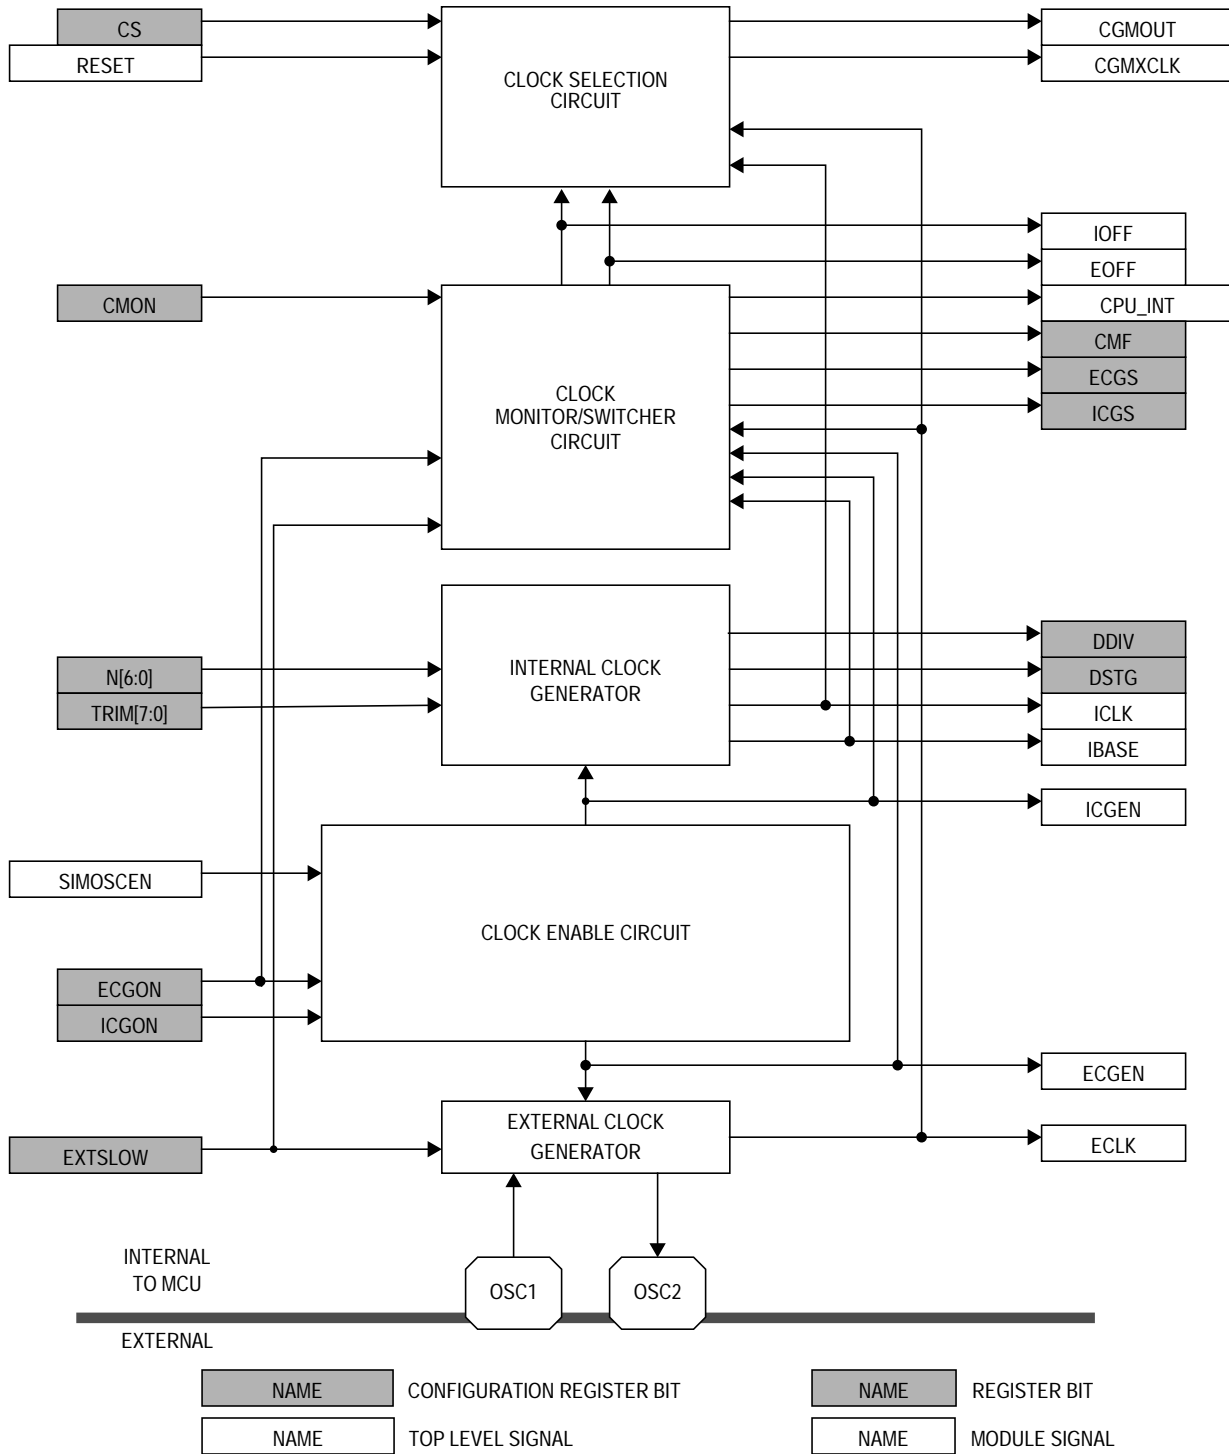 CS
RESET
CLOCK SELECTION
CIRCUIT
CGMOUT
CGMXCLK
IOFF
EOFF
CMON
CPU_INT
CMF
ECGS
ICGS
CLOCK
MONITOR/SWITCHER
CIRCUIT
N[6:0]
TRIM[7:0]
INTERNAL CLOCK
GENERATOR
DDIV
DSTG
ICLK
IBASE
ICGEN
SIMOSCEN
CLOCK ENABLE CIRCUIT
ECGON
ICGON
ECGEN
EXTSLOW
EXTERNAL CLOCK
GENERATOR
ECLK
INTERNAL
TO MCU
OSC1
OSC2
EXTERNAL
NAME CONFIGURATION REGISTER BIT
NAME REGISTER BIT
NAME TOP LEVEL SIGNAL
NAME MODULE SIGNAL